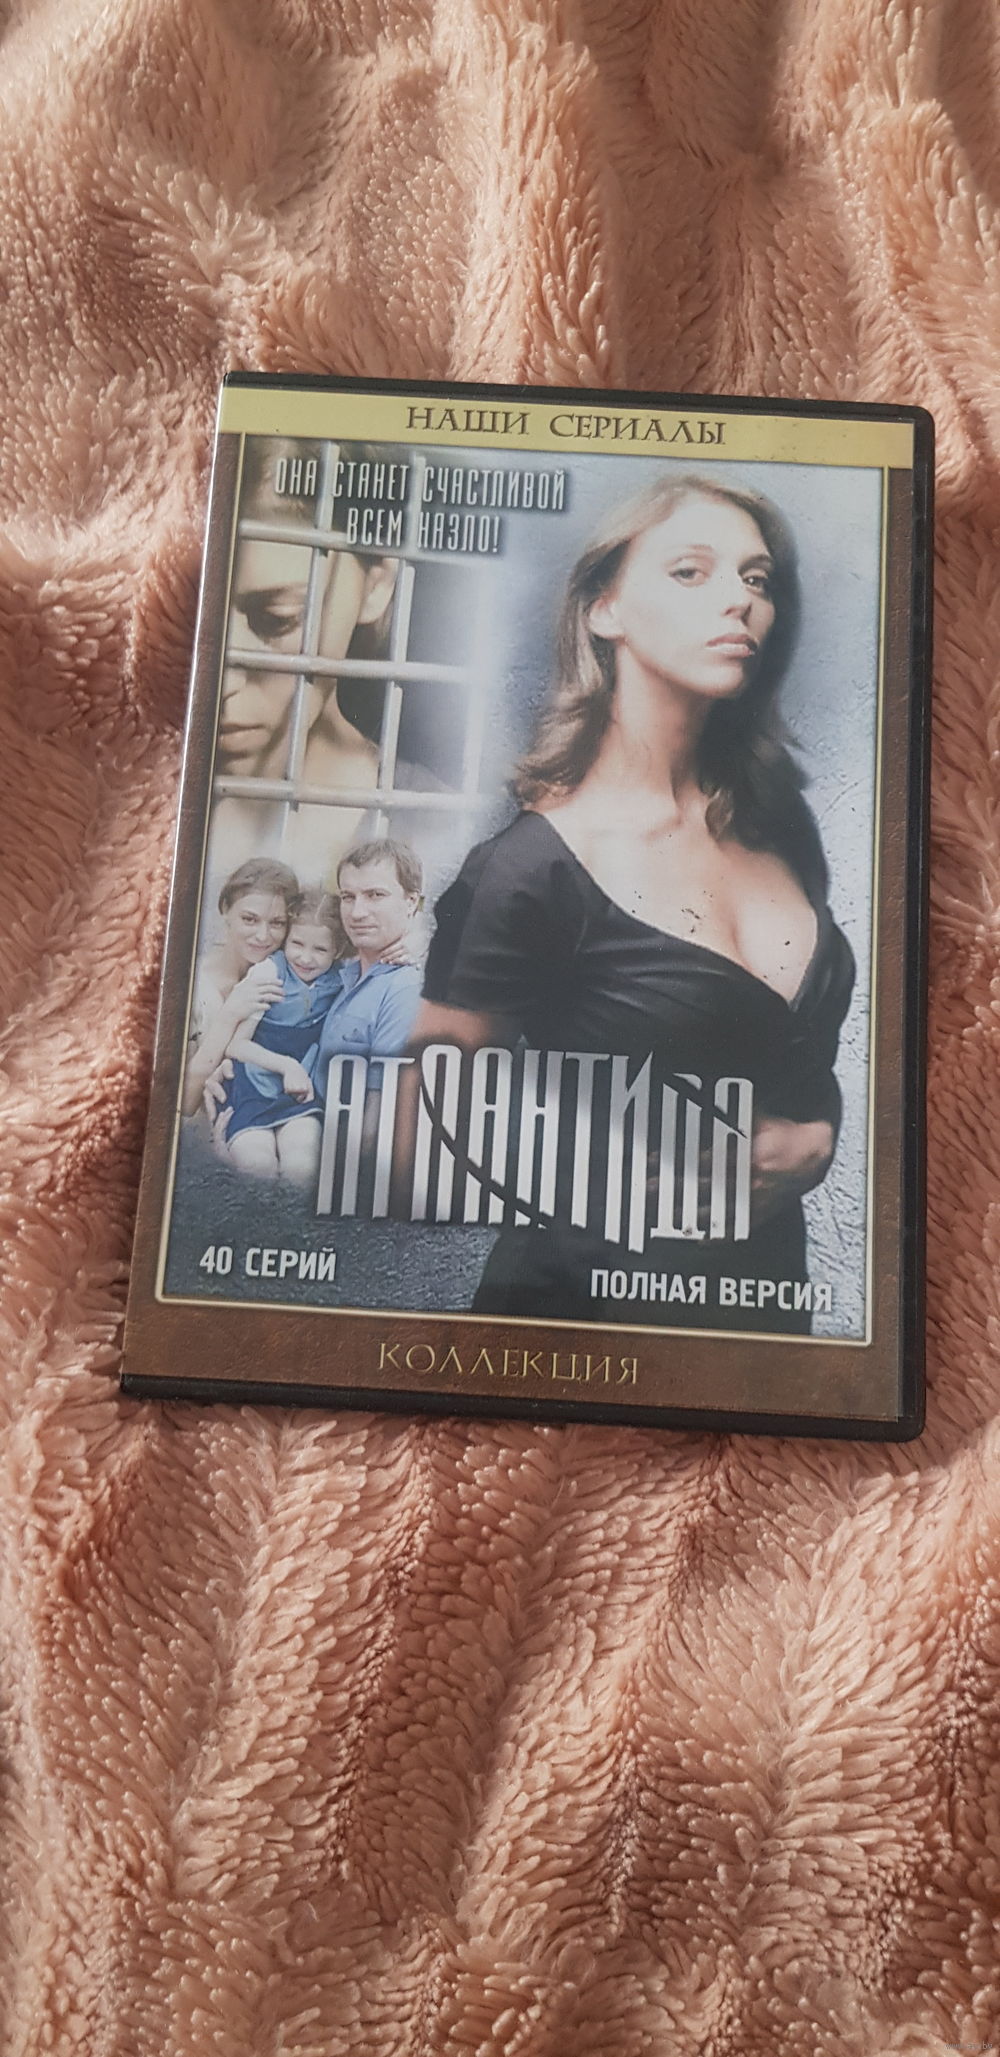 НАШИ СЕРИАЛЫ
ОНА СТАНЕТ СЧАСТЛИВОЙ
ВСЕМ НАЗЛО!
АТЛАНТИДА
40 СЕРИЙ
ПОЛНАЯ ВЕРСИЯ
КОЛЛЕКЦИЯ